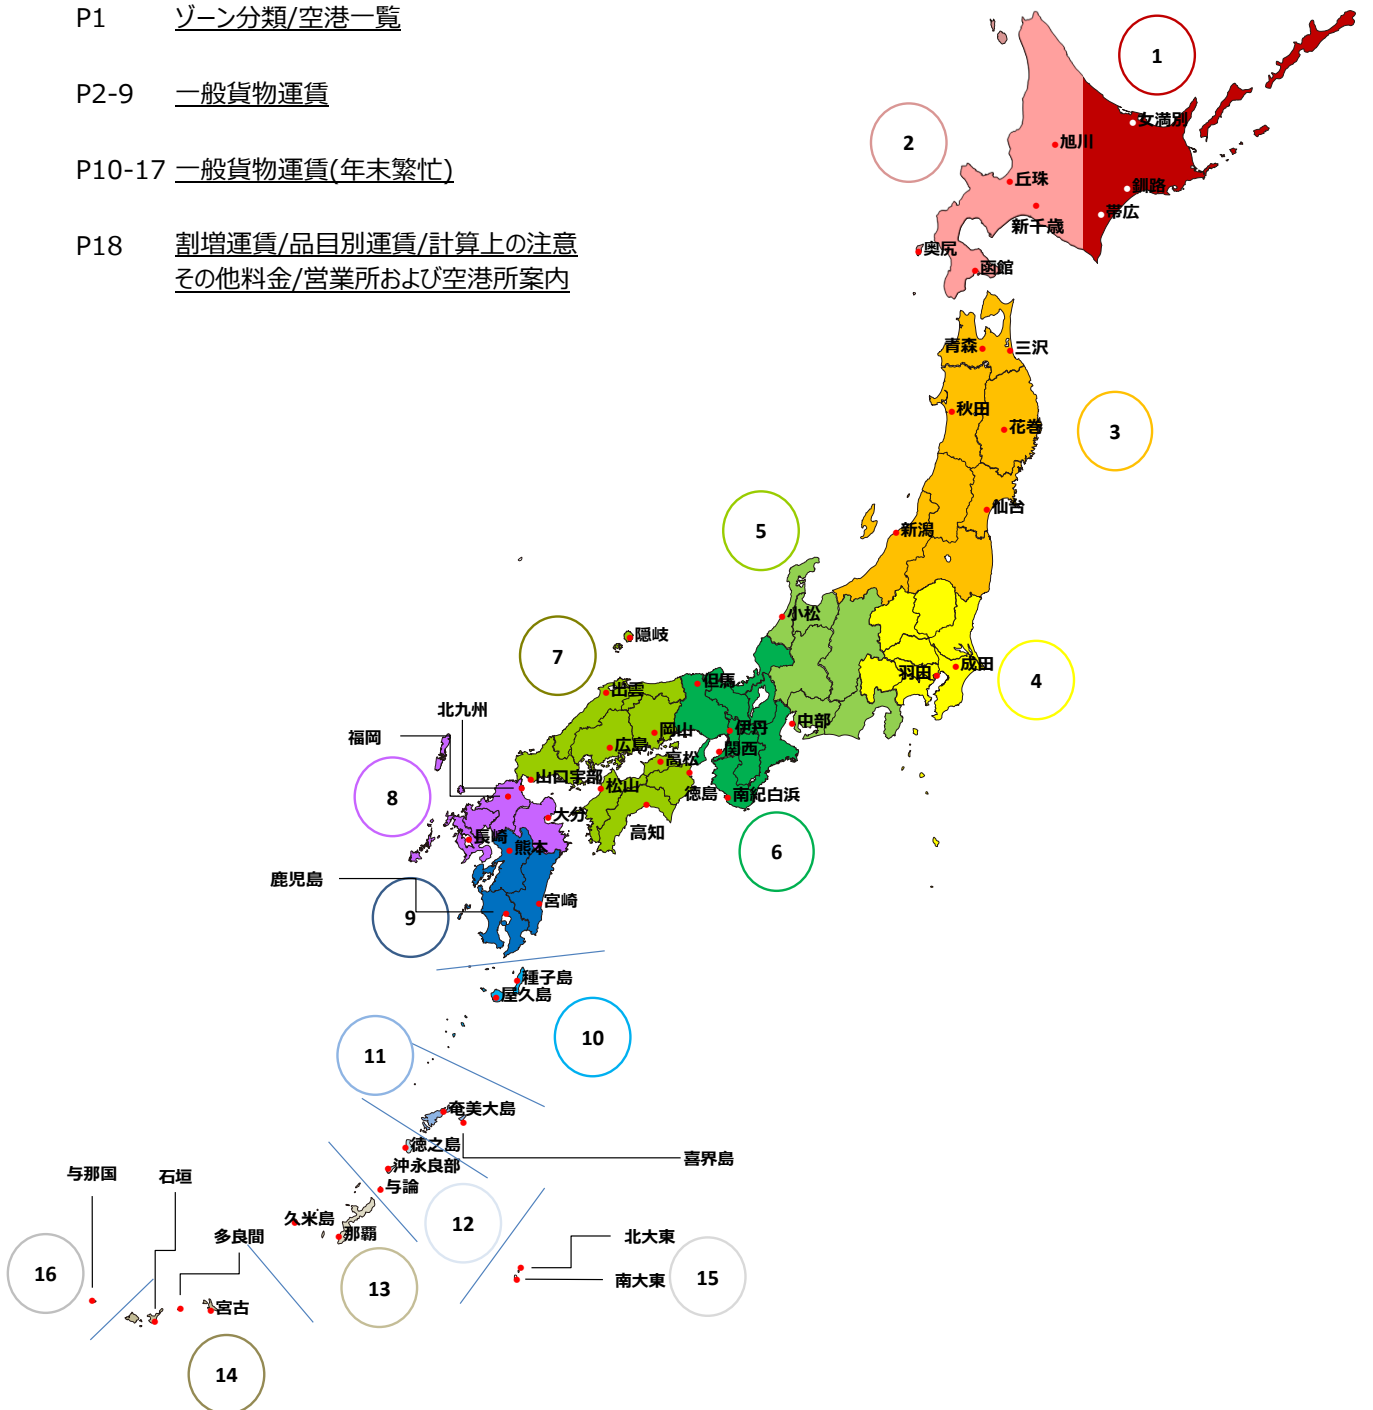 P1 ゾーン分類/空港一覧
P2-9 一般貨物運賃
P10-17 一般貨物運賃(年末繁忙)
P18 割増運賃/品目別運賃/計算上の注意
その他料金/営業所および空港所案内
1
女満別
2
旭川
丘珠
釧路
帯広
新千歳
奥尻
函館
青森
三沢
秋田
花巻
3
仙台
5
新潟
小松
隠岐
7
成田
羽田
4
但馬
出雲
北九州
中部
伊丹
岡山
福岡
広島
関西
高松
山口宇部
松山
8
徳島
南紀白浜
大分
高知
長崎
熊本
6
鹿児島
宮崎
9
種子島
屋久島
10
11
奄美大島
徳之島
喜界島
沖永良部
与那国
石垣
与論
久米島
12
那覇
多良間
北大東
16
南大東
15
13
宮古
14